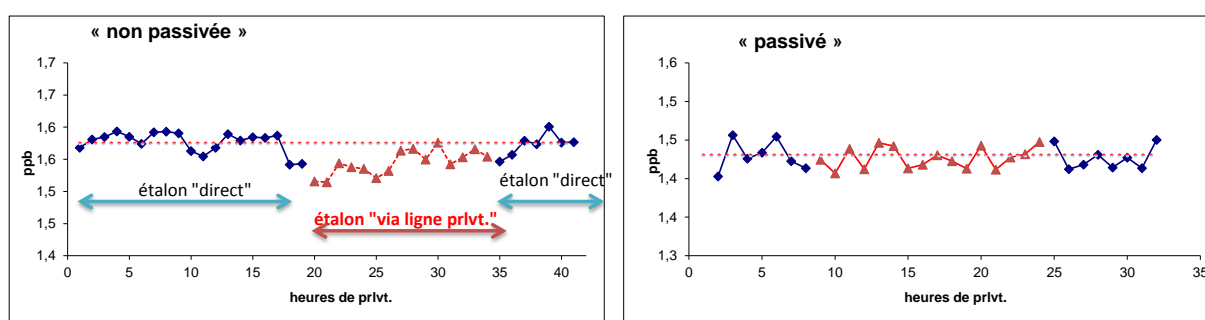 « non passivée »
1,7
1,7
1,6
1,6
1,5
1,5
1,4
ppb
étalon "direct"
étalon "direct"
étalon "via ligne prlvt."
0 5 10 15 20 25 30 35 40
heures de prlvt.
« passivé »
1,6
1,5
1,5
1,4
1,4
1,3
ppb
0 5 10 15 20 25 30 35
heures de prlvt.